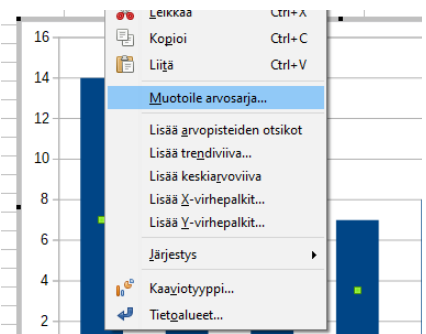 Leikkaa Ctrl+X
Kopioi Ctrl+C
Liitä Ctrl+V
Muotoile arvosarja...
Lisää arvopisteiden otsikot
Lisää trendiviiva...
Lisää keskiarvoviiva
Lisää X-virhepalkit...
Lisää Y-virhepalkit...
Järjestys
Kaaviotyyppi...
Tietoalueet...
16
14
12
10
8
6
4
2